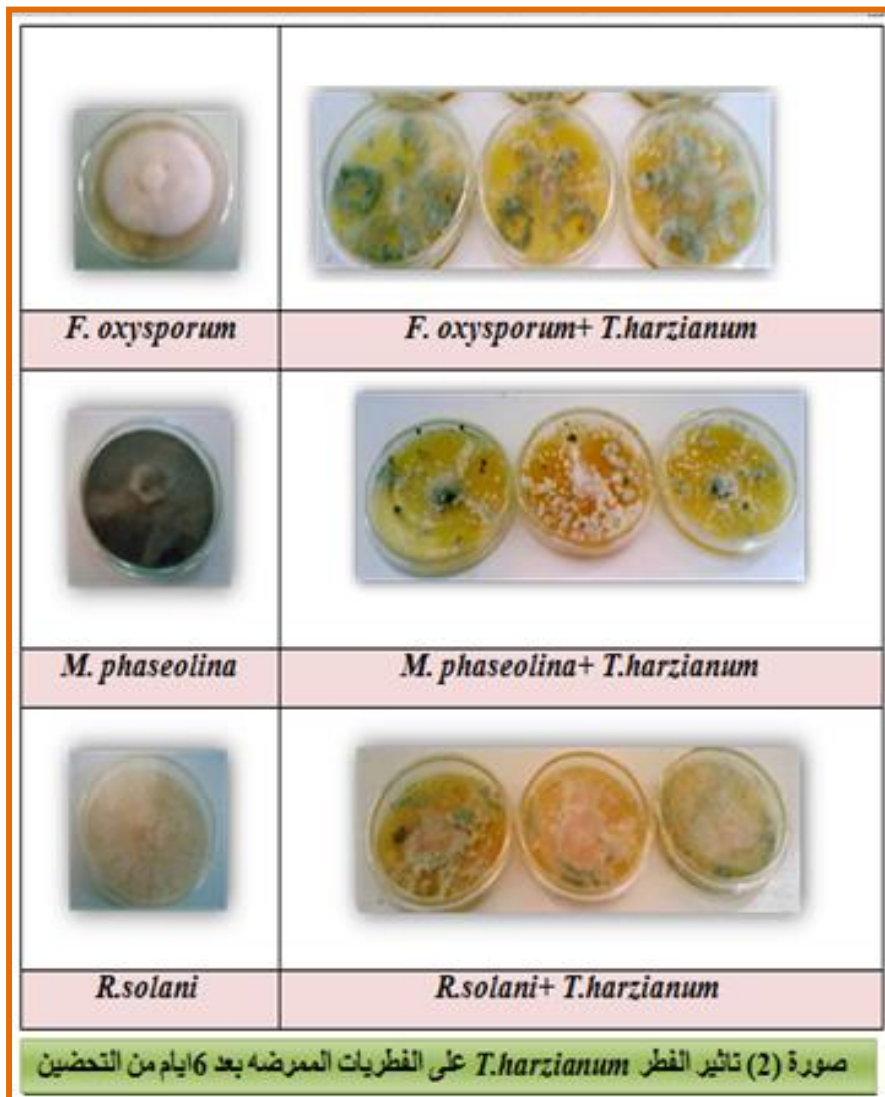 F. oxysporum
F. oxysporum+ T.harzianum
M. phaseolina
M. phaseolina+ T.harzianum
R.solani
R.solani+ T.harzianum
صورة (2) تاثير الفطر T.harzianum على الفطريات الممرضه بعد 6ايام من التحضين